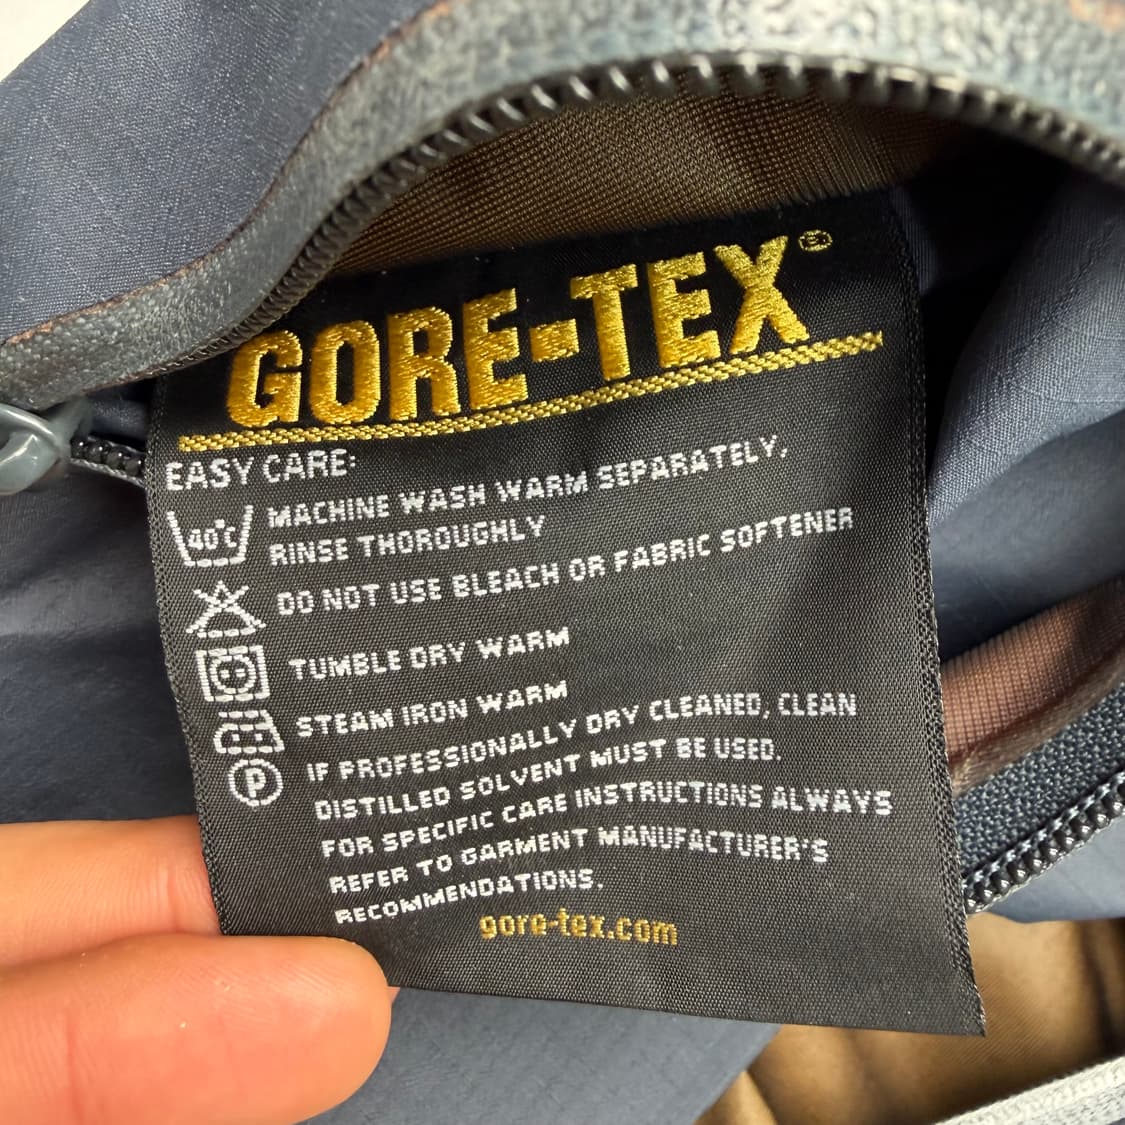 GORE-TEX®
EASY CARE:
40°C MACHINE WASH WARM SEPARATELY,
RINSE THOROUGHLY
DO NOT USE BLEACH OR FABRIC SOFTENER
TUMBLE DRY WARM
STEAM IRON WARM
P IF PROFESSIONALLY DRY CLEANED, CLEAN
DISTILLED SOLVENT MUST BE USED.
FOR SPECIFIC CARE INSTRUCTIONS ALWAYS
REFER TO GARMENT MANUFACTURER'S
RECOMMENDATIONS.
gore-tex.com